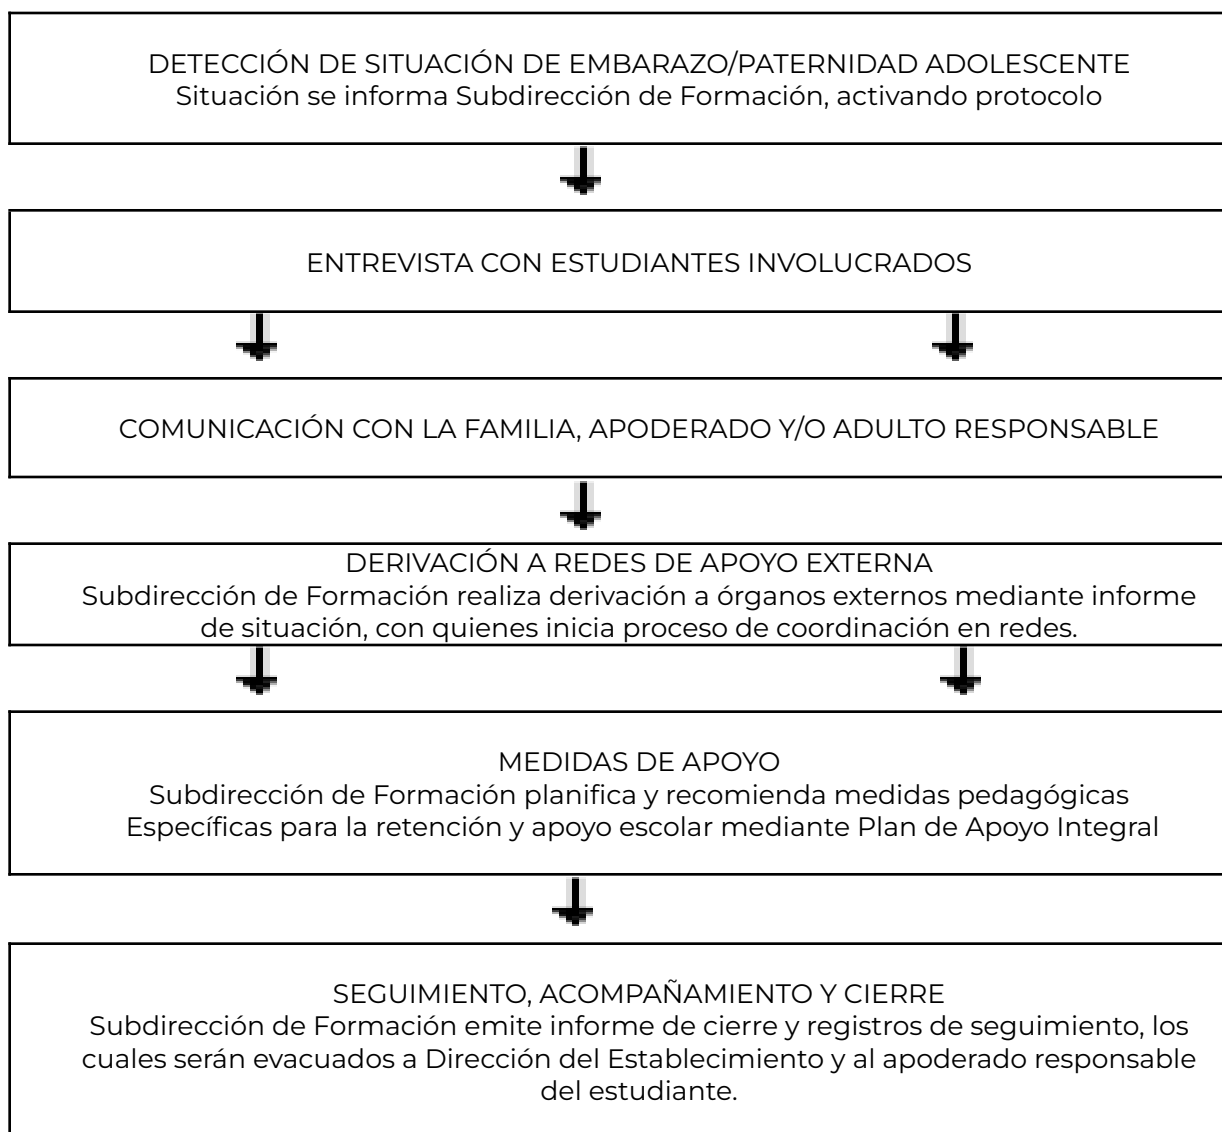 DETECCIÓN DE SITUACIÓN DE EMBARAZO/PATERNIDAD ADOLESCENTE
Situación se informa Subdirección de Formación, activando protocolo
ENTREVISTA CON ESTUDIANTES INVOLUCRADOS
COMUNICACIÓN CON LA FAMILIA, APODERADO Y/O ADULTO RESPONSABLE
DERIVACIÓN A REDES DE APOYO EXTERNA
Subdirección de Formación realiza derivación a órganos externos mediante informe
de situación, con quienes inicia proceso de coordinación en redes.
MEDIDAS DE APOYO
Subdirección de Formación planifica y recomienda medidas pedagógicas
Específicas para la retención y apoyo escolar mediante Plan de Apoyo Integral
SEGUIMIENTO, ACOMPAÑAMIENTO Y CIERRE
Subdirección de Formación emite informe de cierre y registros de seguimiento, los
cuales serán evacuados a Dirección del Establecimiento y al apoderado responsable
del estudiante.